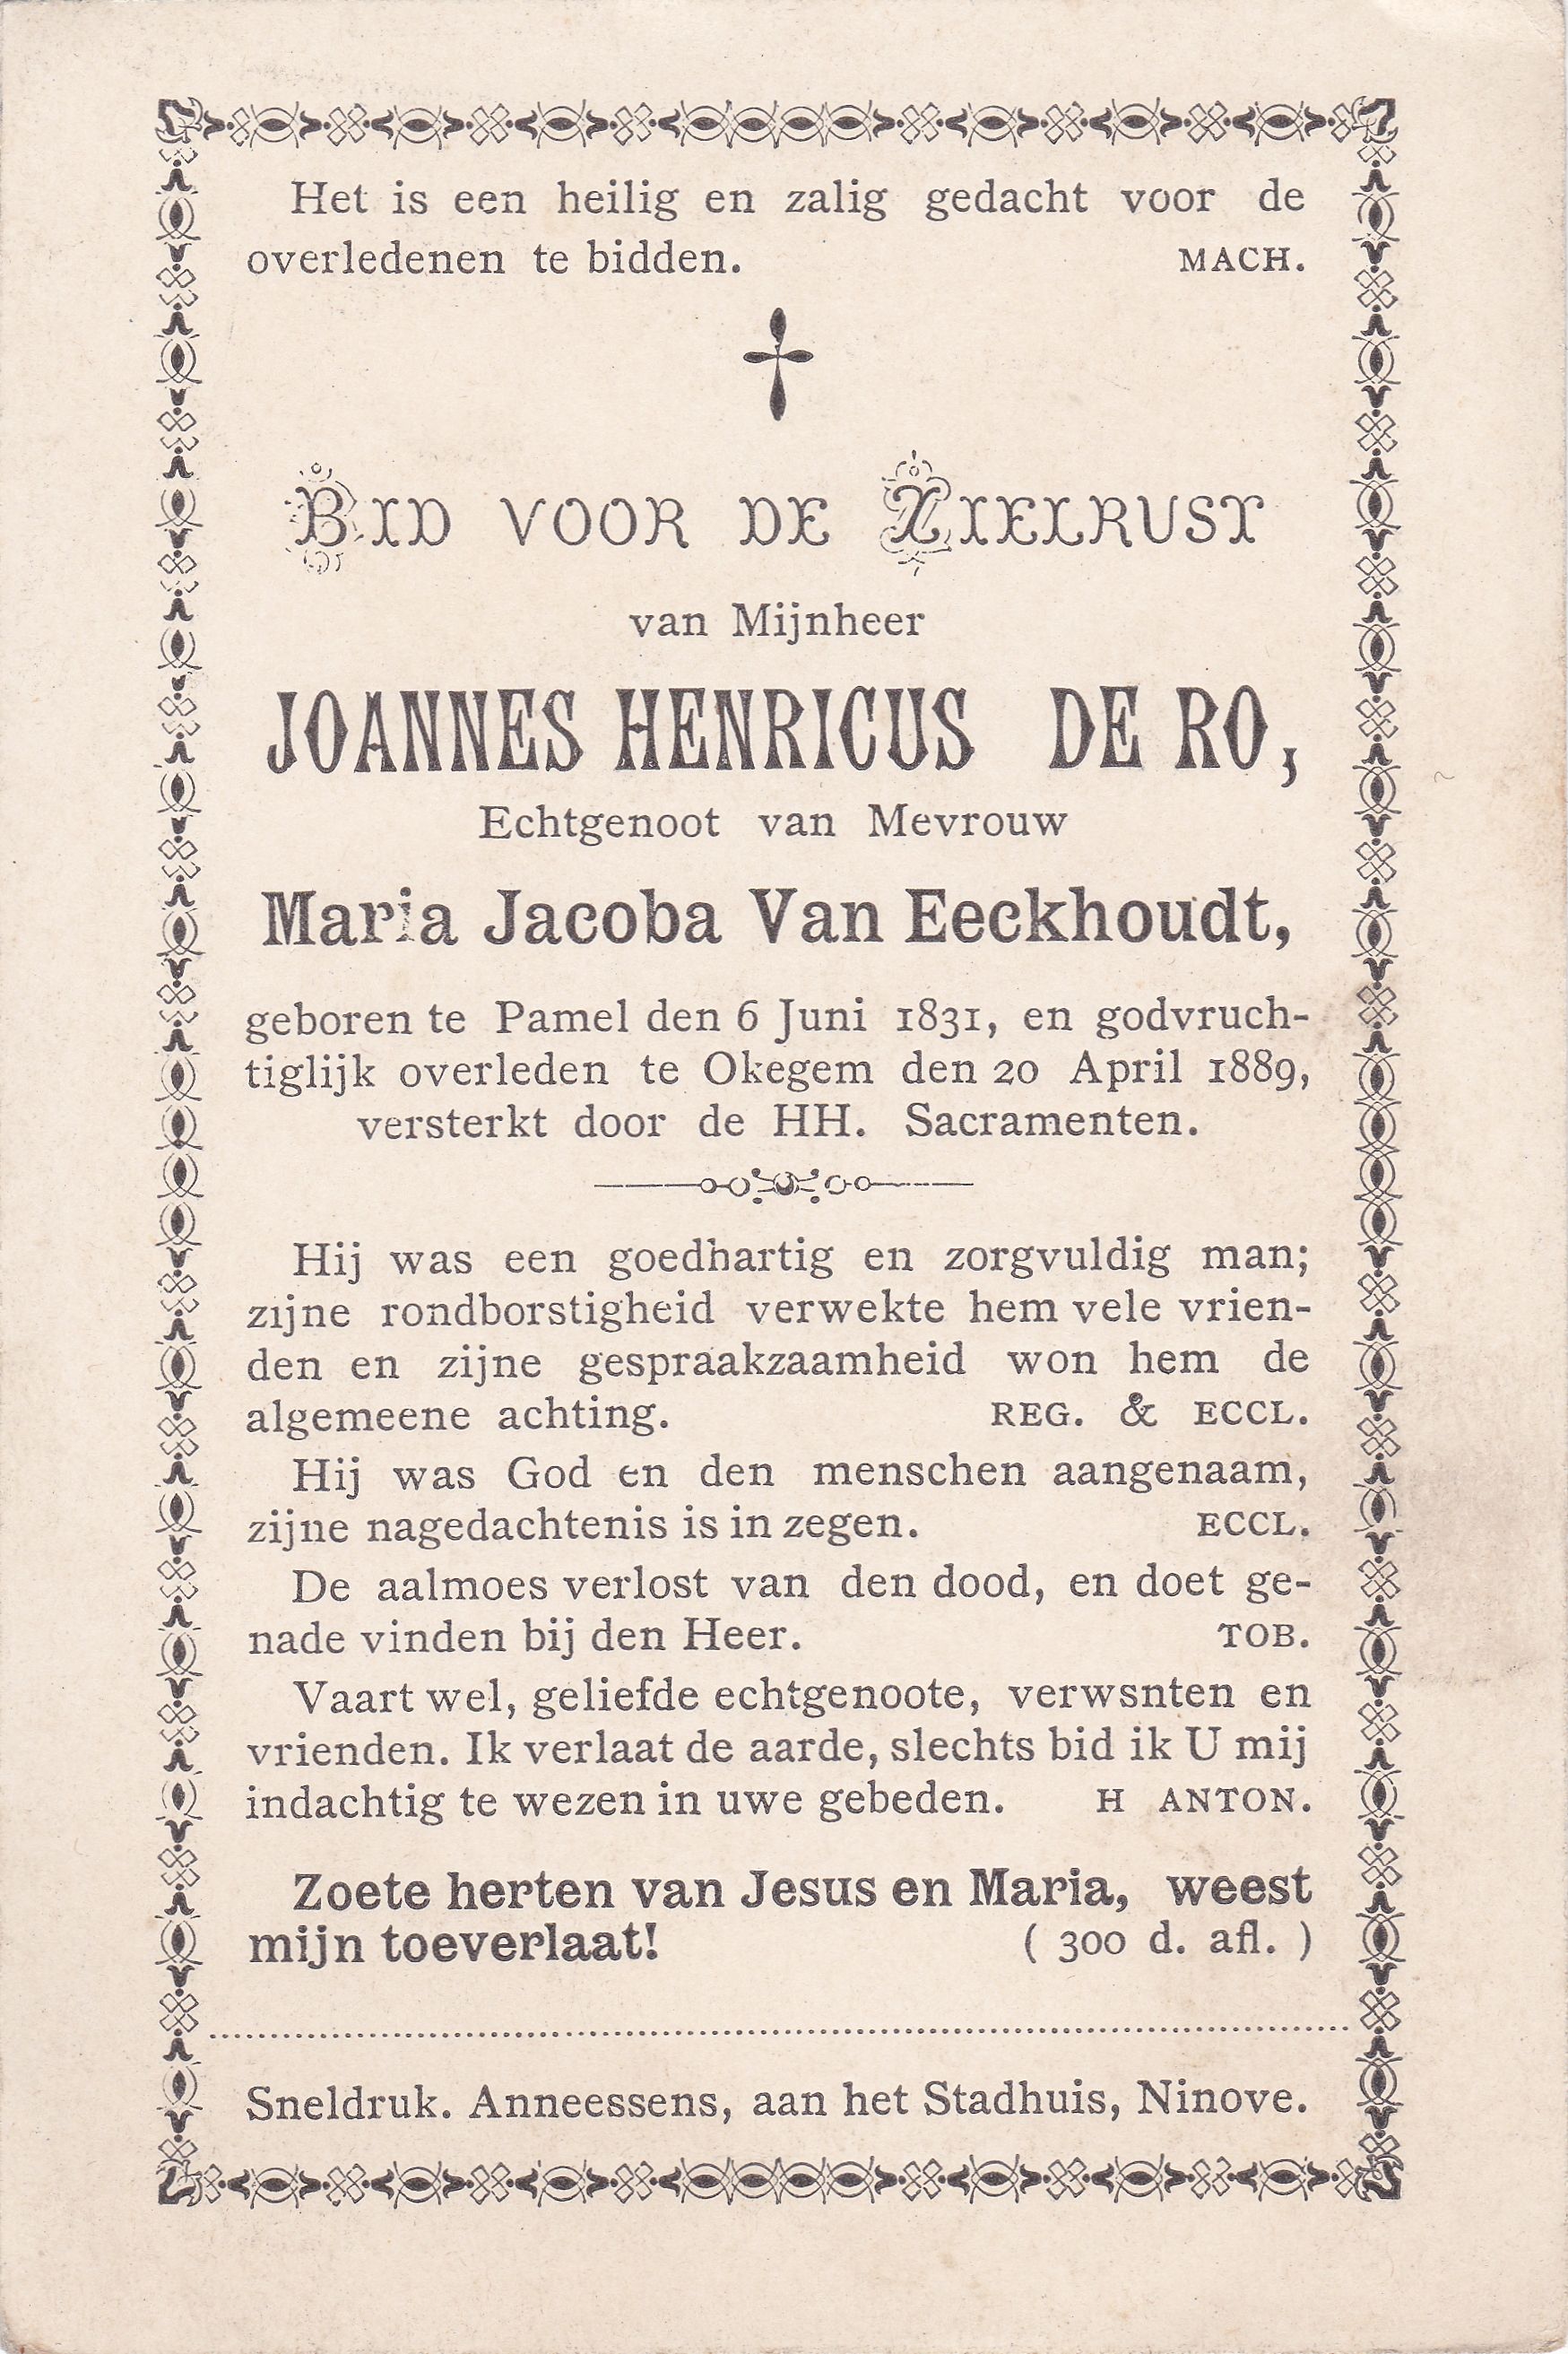 Het is een heilig en zalig gedacht voor de
overledenen te bidden. MACH.
BID VOOR DE ZIELRUST
van Mijnheer
JOANNES HENRICUS DE RO,
Echtgenoot van Mevrouw
Maria Jacoba Van Eeckhoudt,
geboren te Pamel den 6 Juni 1831, en godvruch-
tiglijk overleden te Okegem den 20 April 1889,
versterkt door de HH. Sacramenten.
Hij was een goedhartig en zorgvuldig man;
zijne rondborstigheid verwekte hem vele vrien-
den en zijne gespraakzaamheid won hem de
algemeene achting. REG. & ECCL.
Hij was God en den menschen aangenaam,
zijne nagedachtenis is in zegen. ECCL.
De aalmoes verlost van den dood, en doet ge-
nade vinden bij den Heer. TOB.
Vaart wel, geliefde echtgenoote, verwsnten en
vrienden. Ik verlaat de aarde, slechts bid ik U mij
indachtig te wezen in uwe gebeden. H ANTON.
Zoete herten van Jesus en Maria, weest
mijn toeverlaat! ( 300 d. afl. )
Sneldruk. Anneessens, aan het Stadhuis, Ninove.